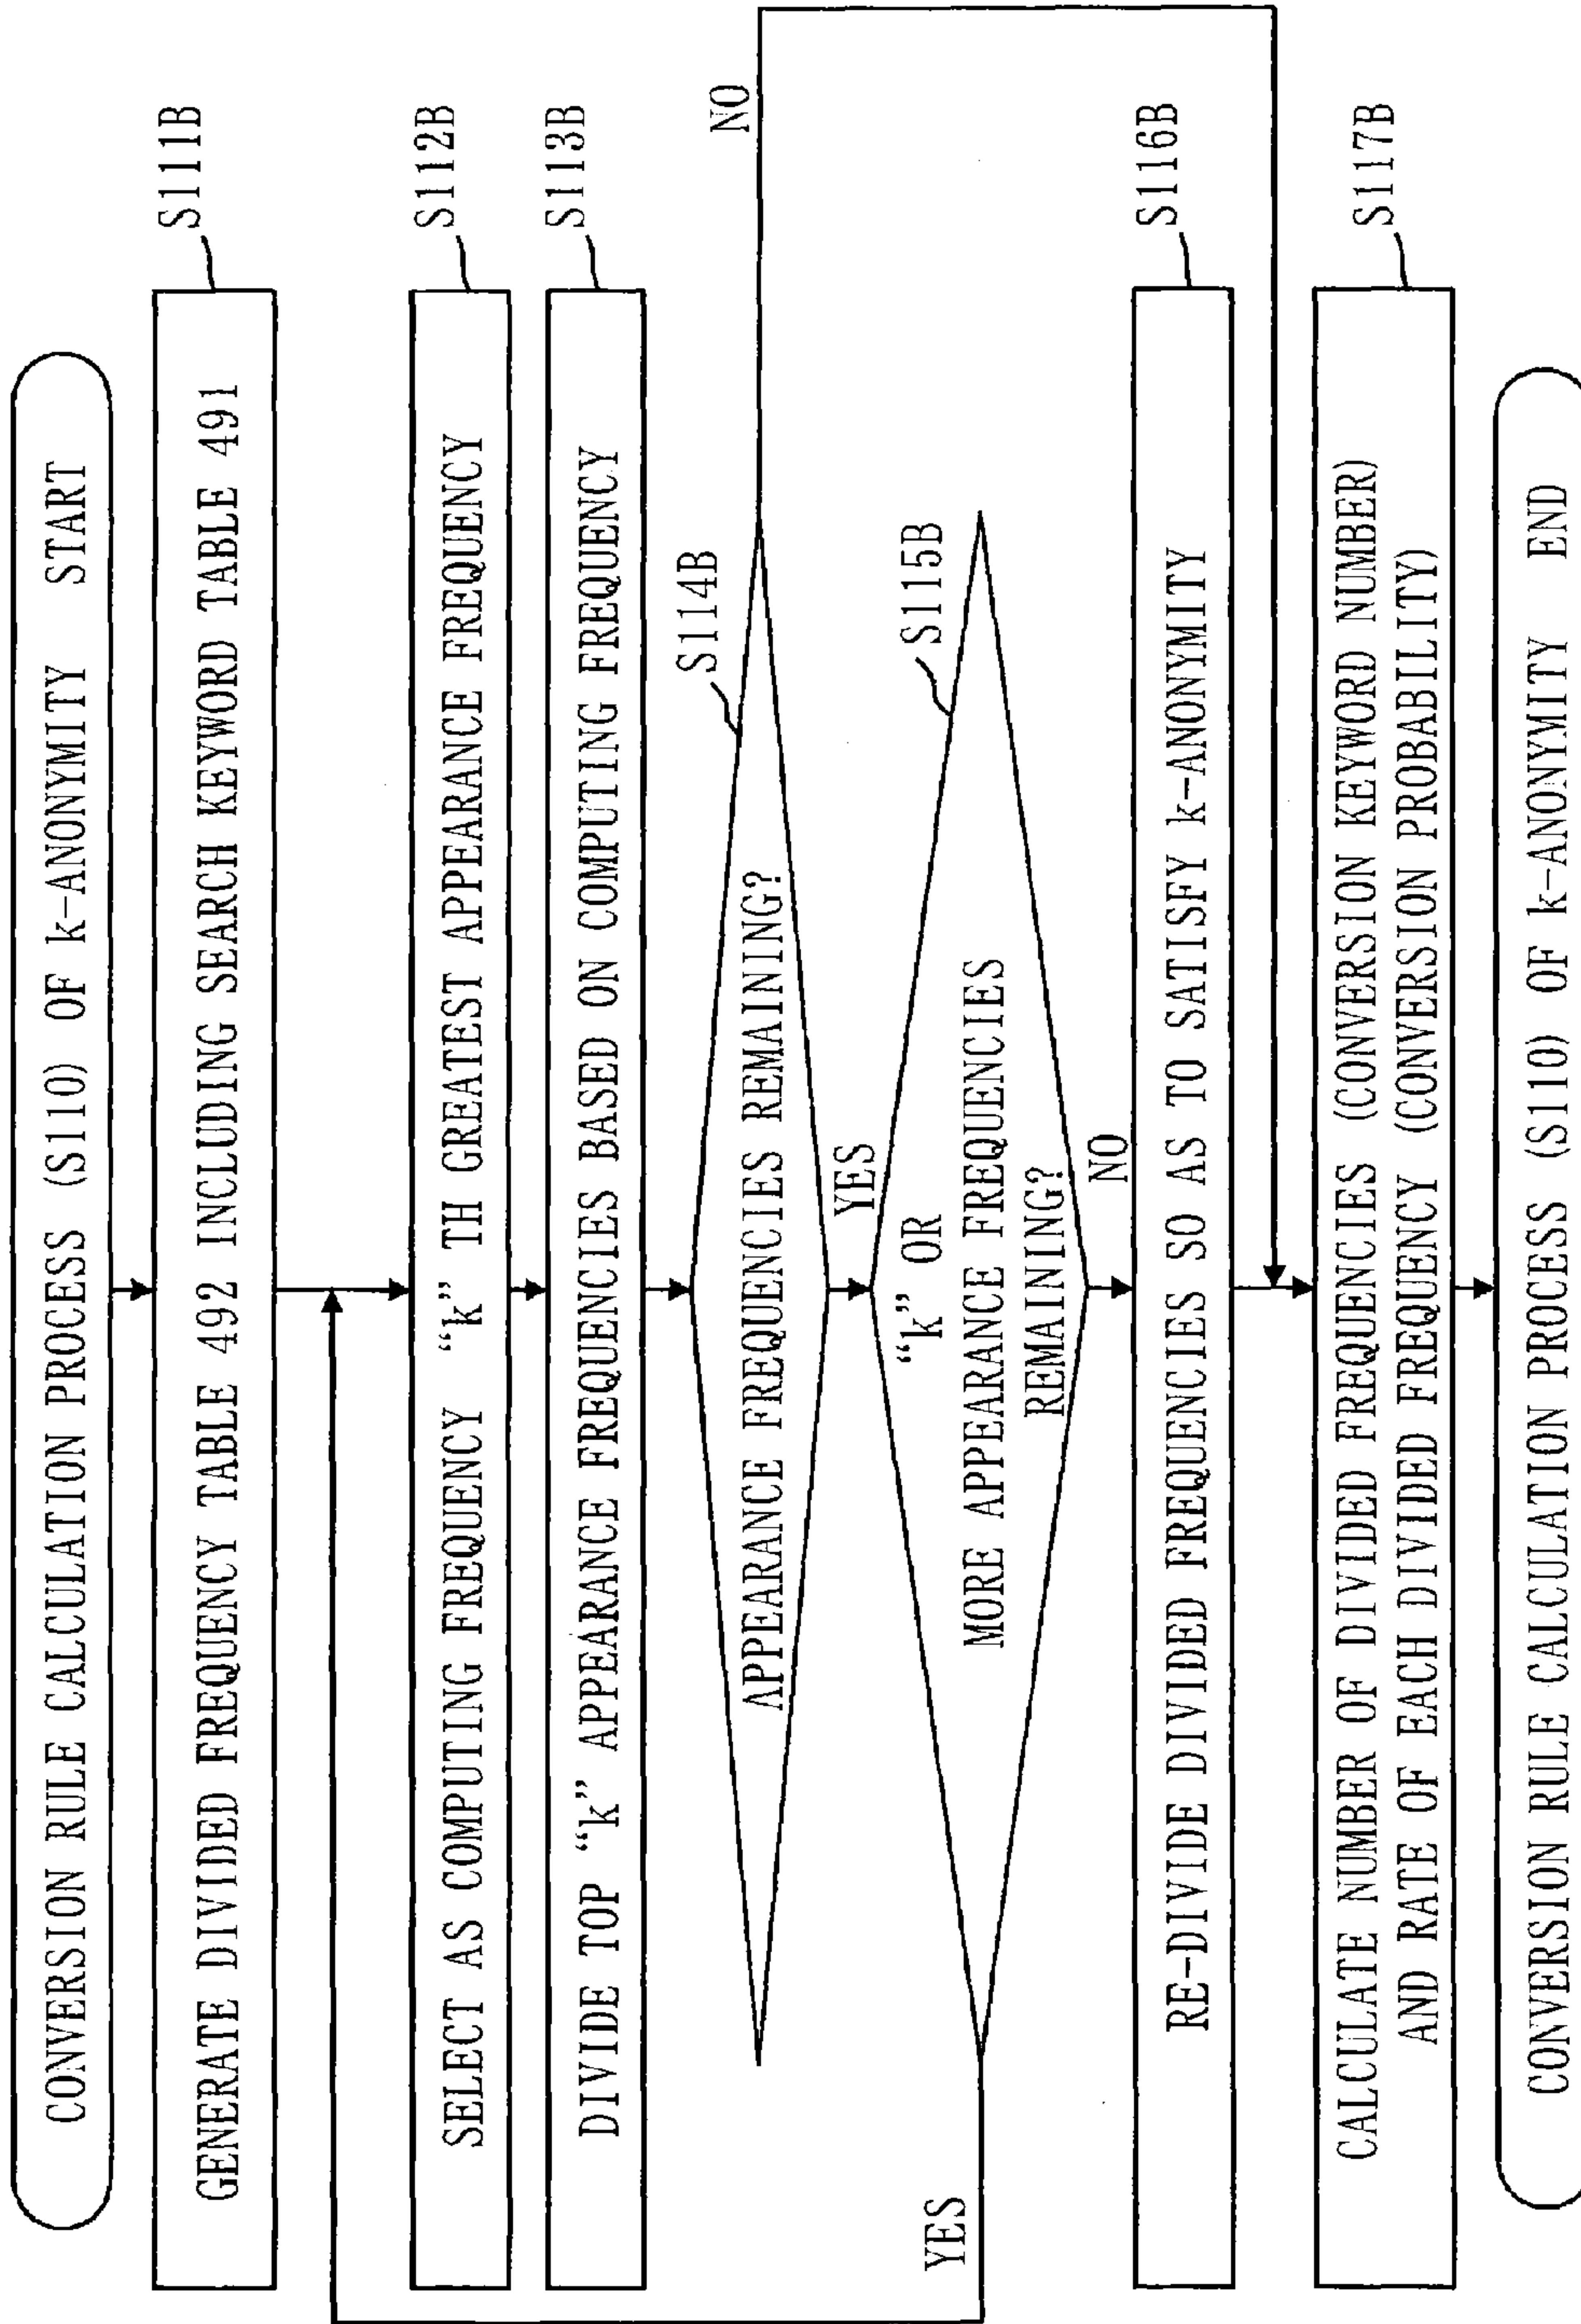 CONVERSION RULE CALCULATION PROCESS (S110) OF k-ANONYMITY START
S111B
GENERATE DIVIDED FREQUENCY TABLE 492 INCLUDING SEARCH KEYWORD TABLE 491
S112B
SELECT AS COMPUTING FREQUENCY “k” TH GREATEST APPEARANCE FREQUENCY
S113B
DIVIDE TOP “k” APPEARANCE FREQUENCIES BASED ON COMPUTING FREQUENCY
S114B
NO
APPEARANCE FREQUENCIES REMAINING?
YES
S115B
“k” OR
MORE APPEARANCE FREQUENCIES
REMAINING?
YES
NO
S116B
RE-DIVIDE DIVIDED FREQUENCIES SO AS TO SATISFY k-ANONYMITY
S117B
CALCULATE NUMBER OF DIVIDED FREQUENCIES (CONVERSION KEYWORD NUMBER)
AND RATE OF EACH DIVIDED FREQUENCY (CONVERSION PROBABILITY)
CONVERSION RULE CALCULATION PROCESS (S110) OF k-ANONYMITY END